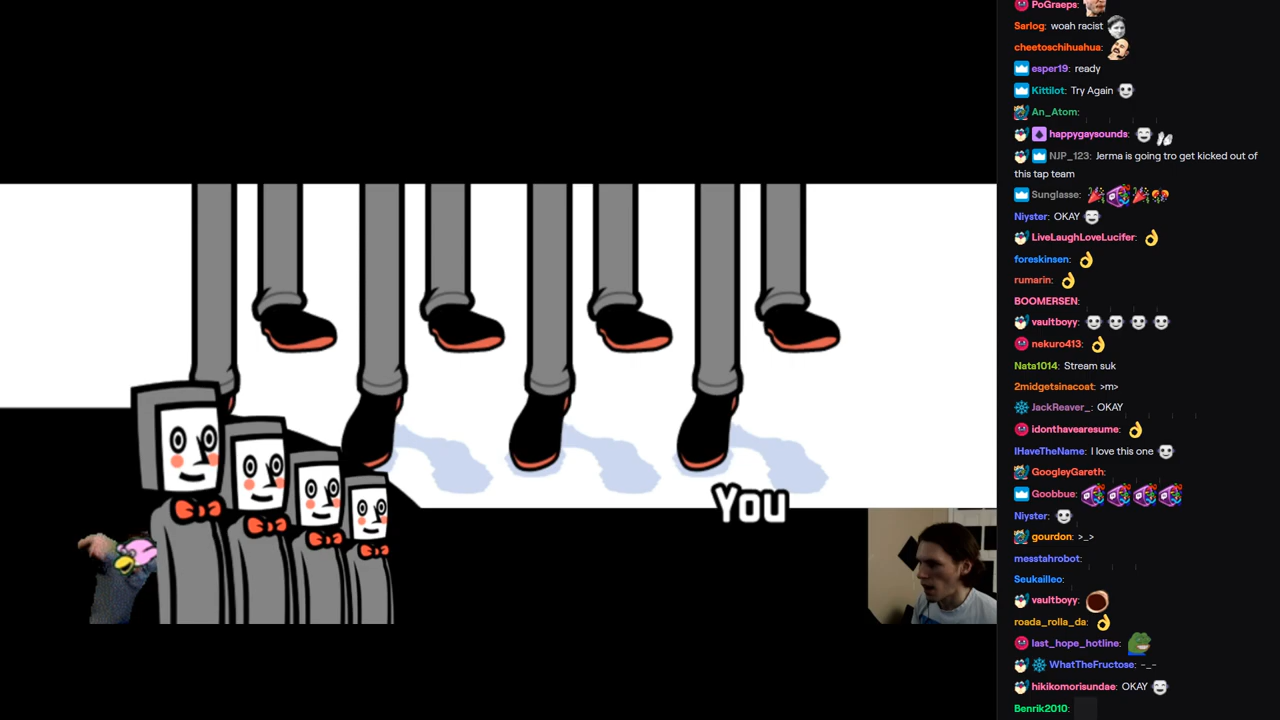 You
PoGraeps:
Sarlog: woah racist
cheetoschihuahua:
esper19: ready
Kittilot: Try Again
An_Atom:
happygaysounds:
NJP_123: Jerma is going tro get kicked out of
this tap team
Sunglasse:
Niyster: OKAY
LiveLaughLoveLucifer:
foreskinsen:
rumarin:
BOOMERSEN:
vaultboyy:
nekuro413:
Nata1014: Stream suk
2midgetsinacoat: >m>
JackReaver_: OKAY
idonthavearesume:
IHaveTheName: I love this one
GoogleyGareth:
Goobbue:
Niyster:
gourdon: >_>
messtahrobot:
Seukailleo:
vaultboyy:
roada_rolla_da:
last_hope_hotline:
WhatTheFructose: -_-
hikikomorisundae: OKAY
Benrik2010: